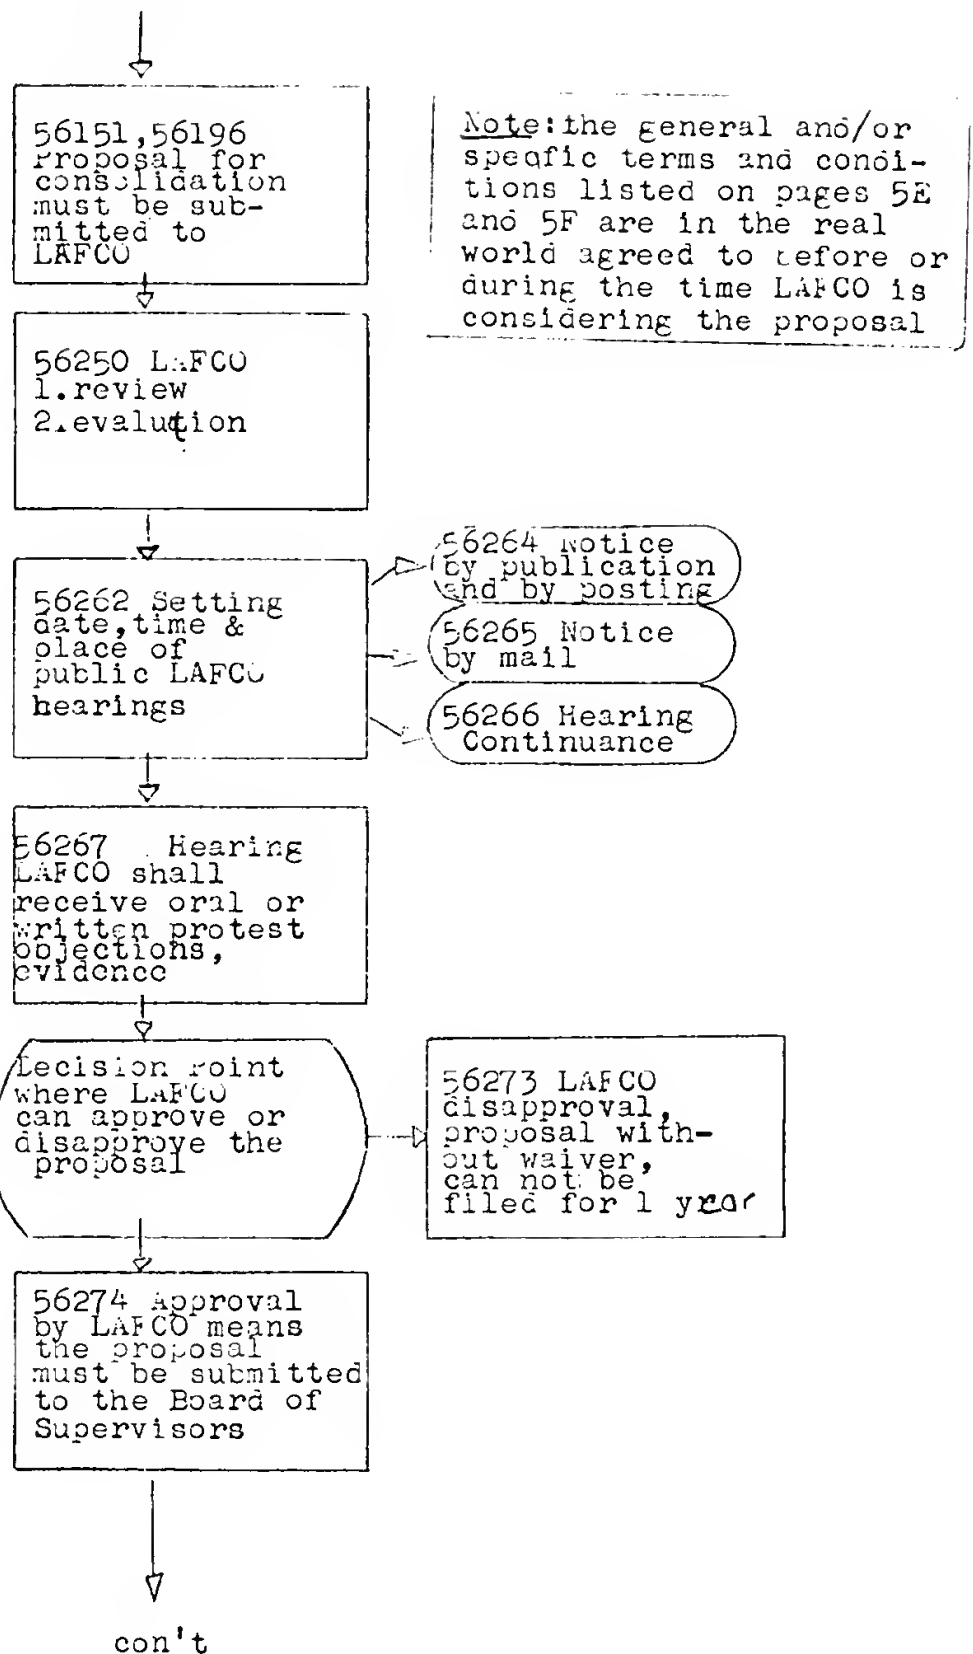 56151,56196
Proposal for
consolidation
must be sub-
mitted to
LAFCO
Note:the general and/or
speqfic terms and condi-
tions listed on pages 5E
and 5F are in the real
world agreed to before or
during the time LAFCO is
considering the proposal
56250 LAFCO
1.review
2.evalution
56262 Setting
date,time &
place of
public LAFCO
hearings
56264 Notice
by publication
and by posting
56265 Notice
by mail
56266 Hearing
Continuance
56267 Hearing
LAFCO shall
receive oral or
written protest
objections,
evidence
Decision Point
where LAFCO
can approve or
disapprove the
proposal
56273 LAFCO
disapproval,
proposal with-
out waiver,
can not be
filed for 1 year
56274 Approval
by LAFCO means
the proposal
must be submitted
to the Board of
Supervisors
con't